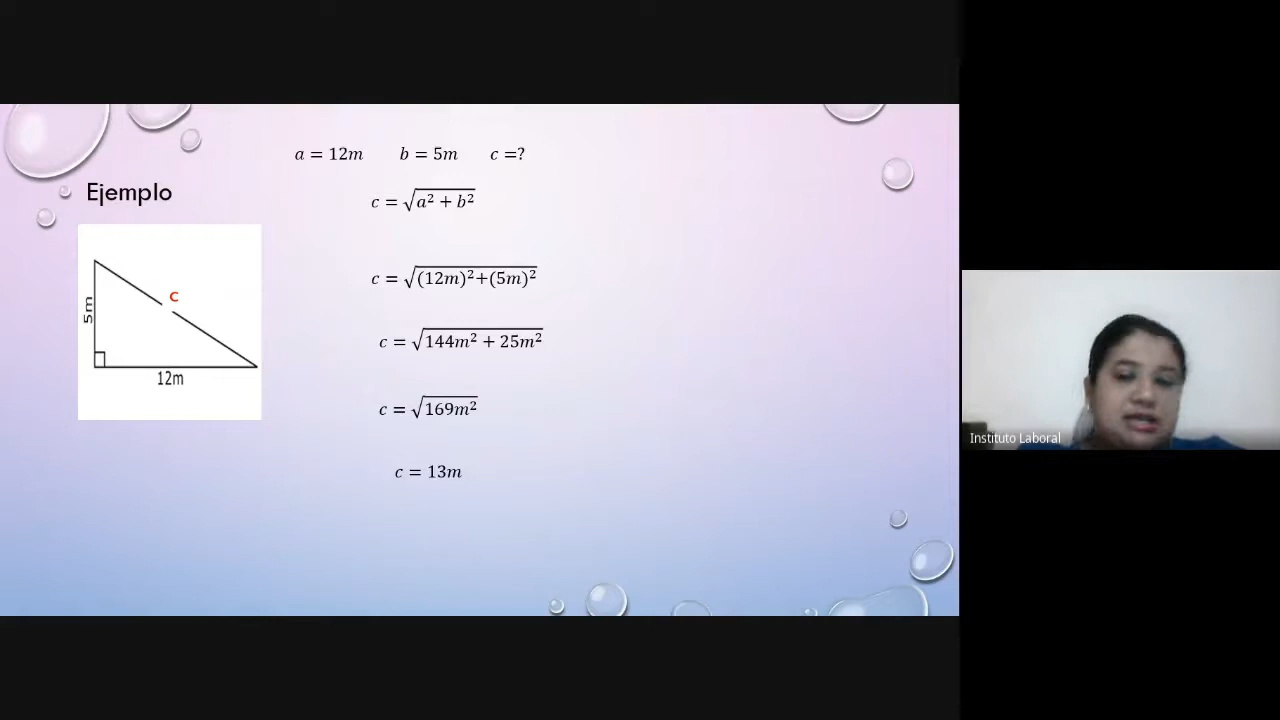 a = 12m b = 5m c =?
c = √(a² + b²)
Ejemplo
c = √((12m)²+(5m)²)
c
5m
12m
c = √(144m² + 25m²)
c = √(169m²)
c = 13m
Instituto Laboral